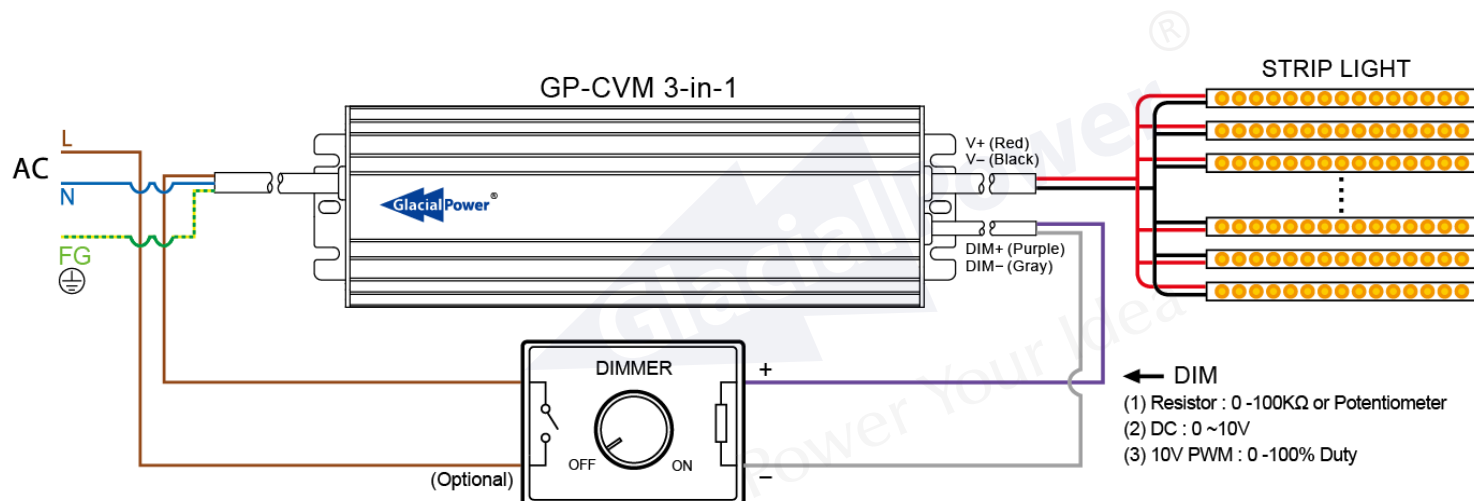 GP-CVM 3-in-1
STRIP LIGHT
®
L
AC
N
FG
V+ (Red)
V– (Black)
GlacialPower®
DIM+ (Purple)
DIM– (Gray)
GlacialPower
Power Your Idea
DIMMER
+
–
OFF
ON
(Optional)
DIM
(1) Resistor : 0 -100KΩ or Potentiometer
(2) DC : 0 ~10V
(3) 10V PWM : 0 -100% Duty